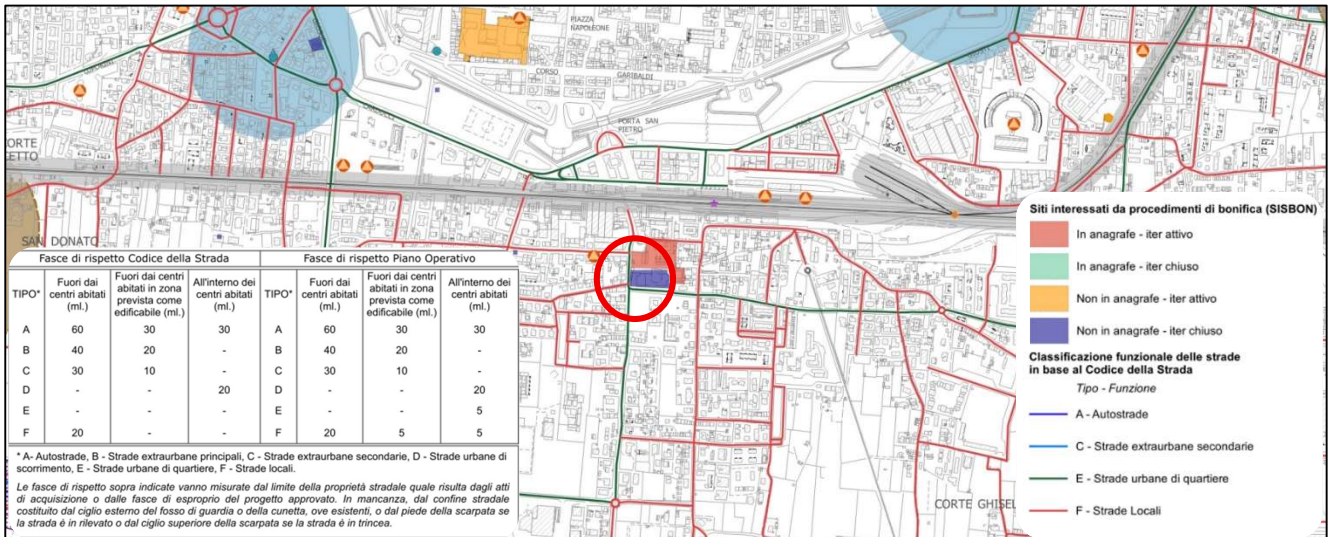 PIAZZA
NAPOLEONE
CORSO
GARIBALDI
PORTA SAN
PIETRO
CORTE
CETTO
SAN DONATO
CORTE GHISEL
Fasce di rispetto Codice della Strada
Fasce di rispetto Piano Operativo
TIPO* Fuori dai centri abitati (ml.) Fuori dai centri abitati in zona prevista come edificabile (ml.) All'interno dei centri abitati (ml.) TIPO* Fuori dai centri abitati (ml.) Fuori dai centri abitati in zona prevista come edificabile (ml.) All'interno dei centri abitati (ml.)
A 60 30 30 A 60 30 30
B 40 20 - B 40 20 -
C 30 10 - C 30 10 -
D - - 20 D - - 20
E - - - E - - 5
F 20 - - F 20 5 5
* A- Autostrade, B - Strade extraurbane principali, C - Strade extraurbane secondarie, D - Strade urbane di
scorrimento, E - Strade urbane di quartiere, F - Strade locali.
Le fasce di rispetto sopra indicate vanno misurate dal limite della proprietà stradale quale risulta dagli atti
di acquisizione o dalle fasce di esproprio del progetto approvato. In mancanza, dal confine stradale
costituito dal ciglio esterno del fosso di guardia o della cunetta, ove esistenti, o dal piede della scarpata se
la strada è in rilevato o dal ciglio superiore della scarpata se la strada è in trincea.
Siti interessati da procedimenti di bonifica (SISBON)
In anagrafe - iter attivo
In anagrafe - iter chiuso
Non in anagrafe - iter attivo
Non in anagrafe - iter chiuso
Classificazione funzionale delle strade
in base al Codice della Strada
Tipo - Funzione
A - Autostrade
C - Strade extraurbane secondarie
E - Strade urbane di quartiere
F - Strade Locali